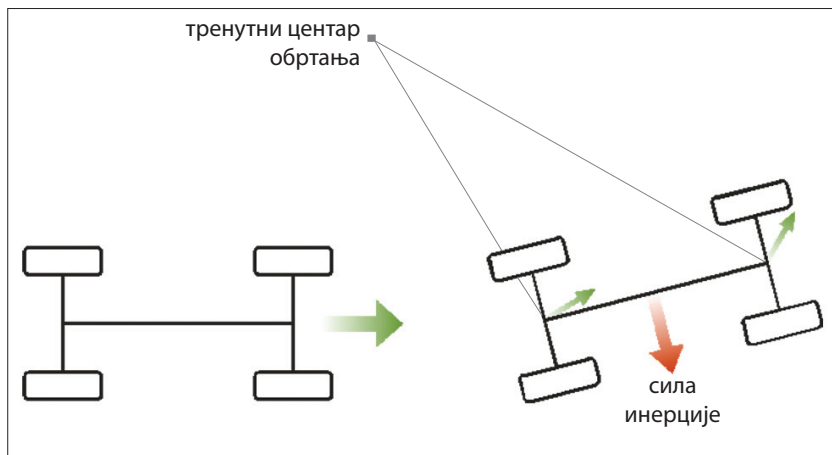 тренутни центар
обртања
сила
инерције